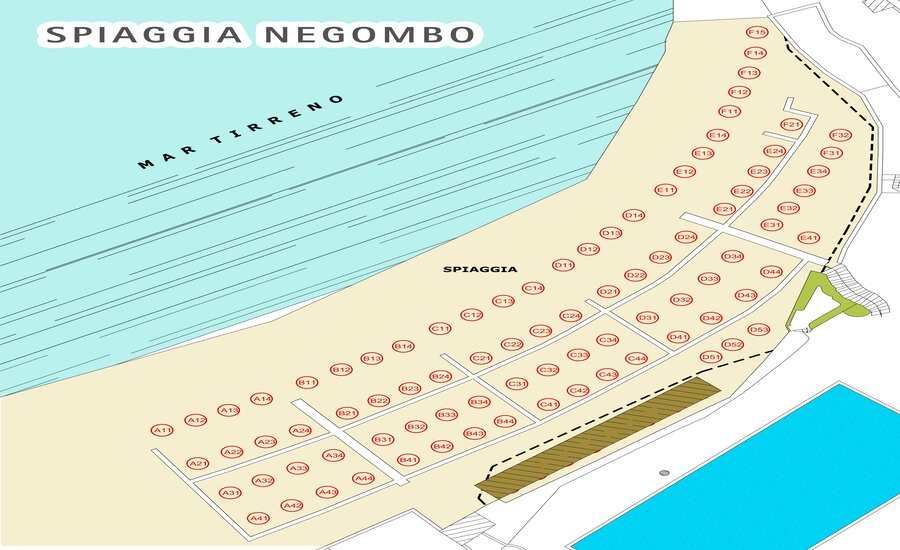 SPIAGGIA NEGOMBO
MAR TIRRENO
SPIAGGIA
F15
F14
F13
F12
F11
F21
F32
F31
E14
E13
E12
E11
E24
E23
E22
E21
E34
E33
E32
E31
E41
D14
D13
D12
D11
D24
D23
D22
D21
D34
D33
D32
D31
D44
D43
D42
D41
D53
D52
D51
C14
C13
C12
C11
C24
C23
C22
C21
C34
C33
C32
C31
C44
C43
C42
C41
B14
B13
B12
B11
B24
B23
B22
B21
B34
B33
B32
B31
B44
B43
B42
B41
A14
A13
A12
A11
A24
A23
A22
A21
A34
A33
A32
A31
A44
A43
A42
A41